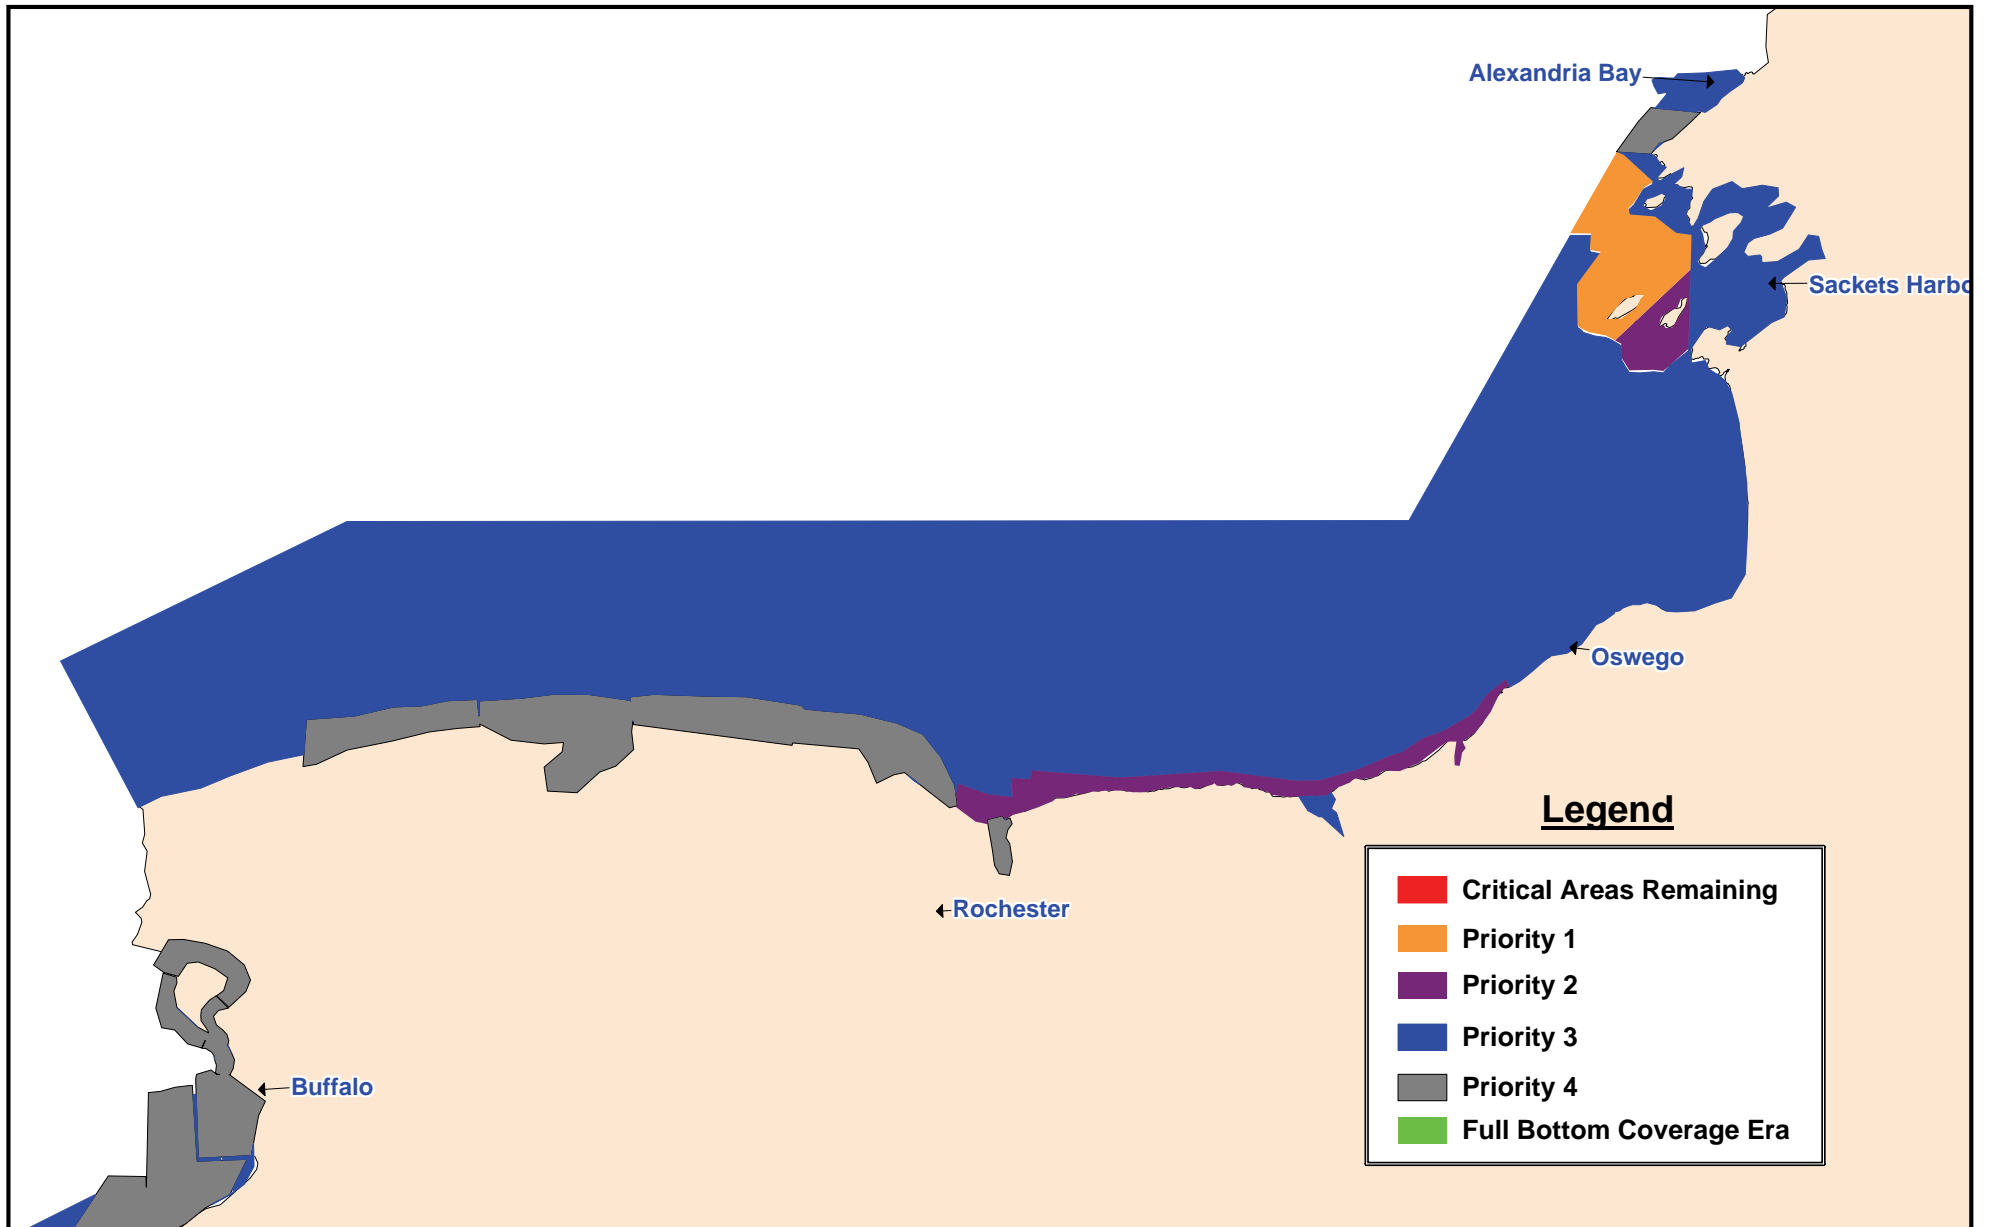 Alexandria Bay
Sackets Harbo
Oswego
Rochester
Buffalo
Legend
Critical Areas Remaining
Priority 1
Priority 2
Priority 3
Priority 4
Full Bottom Coverage Era